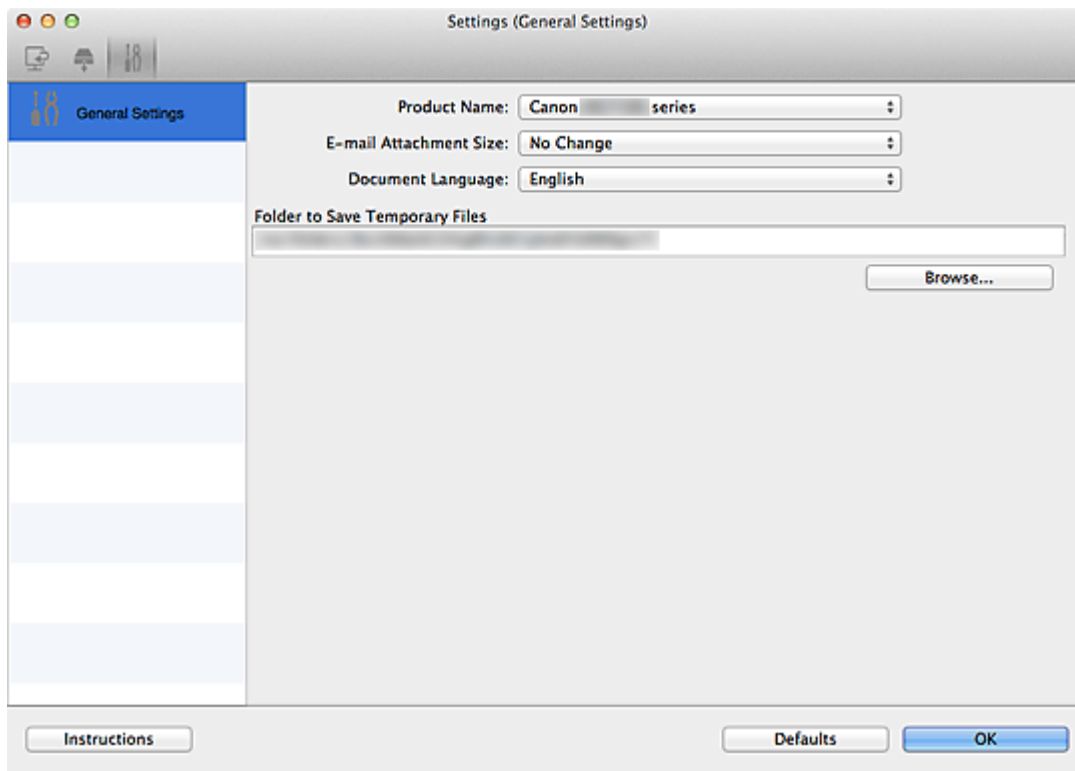 Settings (General Settings)
General Settings
Product Name: Canon series
E-mail Attachment Size: No Change
Document Language: English
Folder to Save Temporary Files
Browse...
Instructions
Defaults
OK